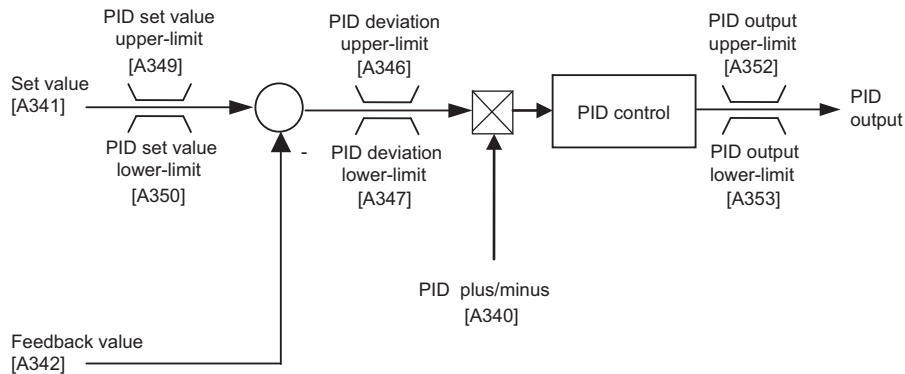 PID set value
upper-limit
[A349]
PID deviation
upper-limit
[A346]
PID output
upper-limit
[A352]
Set value
[A341]
PID control
PID
output
PID set value
lower-limit
[A350]
-
PID deviation
lower-limit
[A347]
PID output
lower-limit
[A353]
PID plus/minus
[A340]
Feedback value
[A342]